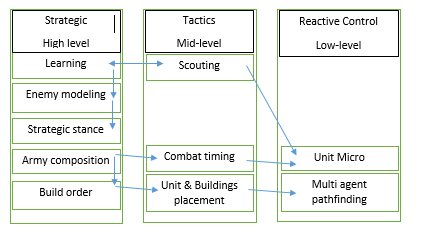 Strategic
High level
Learning
Enemy modeling
Strategic stance
Army composition
Build order
Tactics
Mid-level
Scouting
Combat timing
Unit & Buildings
placement
Reactive Control
Low-level
Unit Micro
Multi agent
pathfinding